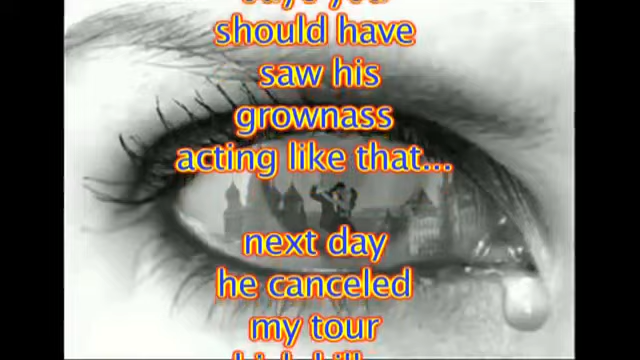 should have
saw his
grownass
acting like that...
next day
he canceled
my tour